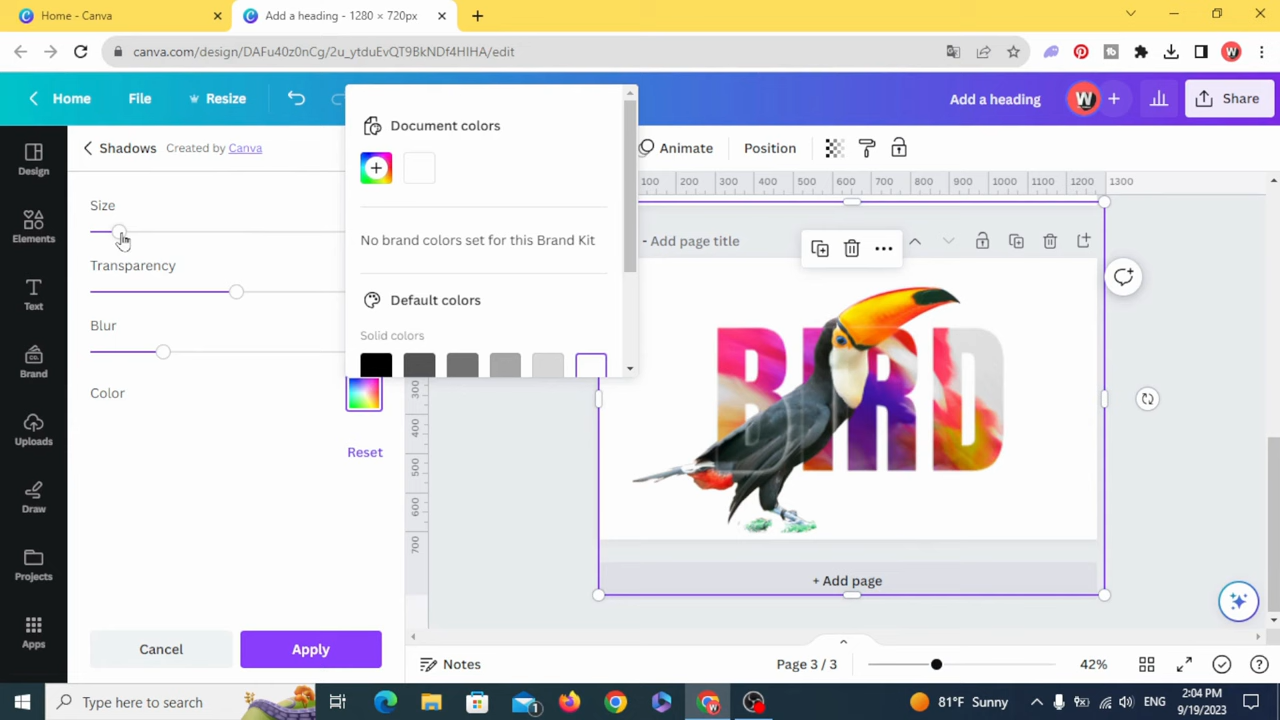 Home - Canva
Add a heading - 1280 × 720px
canva.com/design/DAFu40z0nCg/2u_ytduEvQT9BkNDf4HIHA/edit
Home
File
Resize
Add a heading
W
Share
Shadows
Created by Canva
Document colors
Animate
Position
Design
Elements
Text
Brand
Uploads
Draw
Projects
Apps
Size
Transparency
Blur
Color
Reset
Cancel
Apply
No brand colors set for this Brand Kit
Default colors
Solid colors
100 200 300 400 500 600 700 800 900 1000 1100 1200 1300
300
400
500
600
700
- Add page title
BIRD
+ Add page
Notes
Page 3 / 3
42%
Type here to search
81°F Sunny
ENG
2:04 PM
9/19/2023